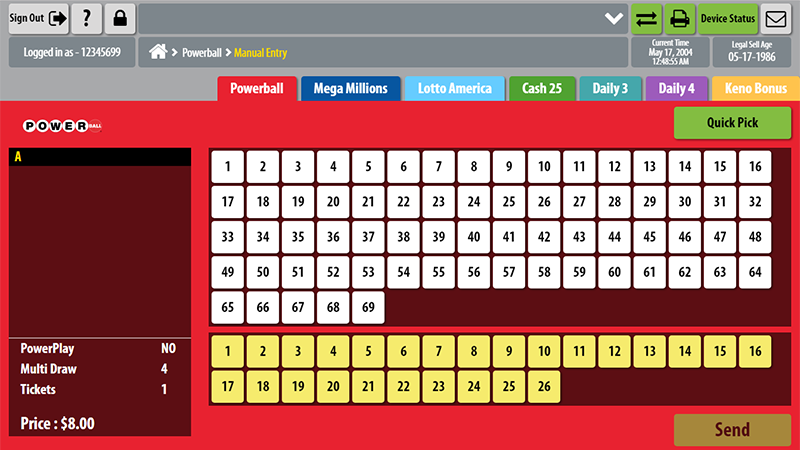 Sign Out
?
Device Status
Logged in as - 12345699
Powerball
Manual Entry
Current Time
May 17, 2004
12:48:55 AM
Legal Sell Age
05-17-1986
Powerball
Mega Millions
Lotto America
Cash 25
Daily 3
Daily 4
Keno Bonus
POWERBALL
Quick Pick
A
1 2 3 4 5 6 7 8 9 10 11 12 13 14 15 16
17 18 19 20 21 22 23 24 25 26 27 28 29 30 31 32
33 34 35 36 37 38 39 40 41 42 43 44 45 46 47 48
49 50 51 52 53 54 55 56 57 58 59 60 61 62 63 64
65 66 67 68 69
PowerPlay NO
Multi Draw 4
Tickets 1
Price : $8.00
1 2 3 4 5 6 7 8 9 10 11 12 13 14 15 16
17 18 19 20 21 22 23 24 25 26
Send